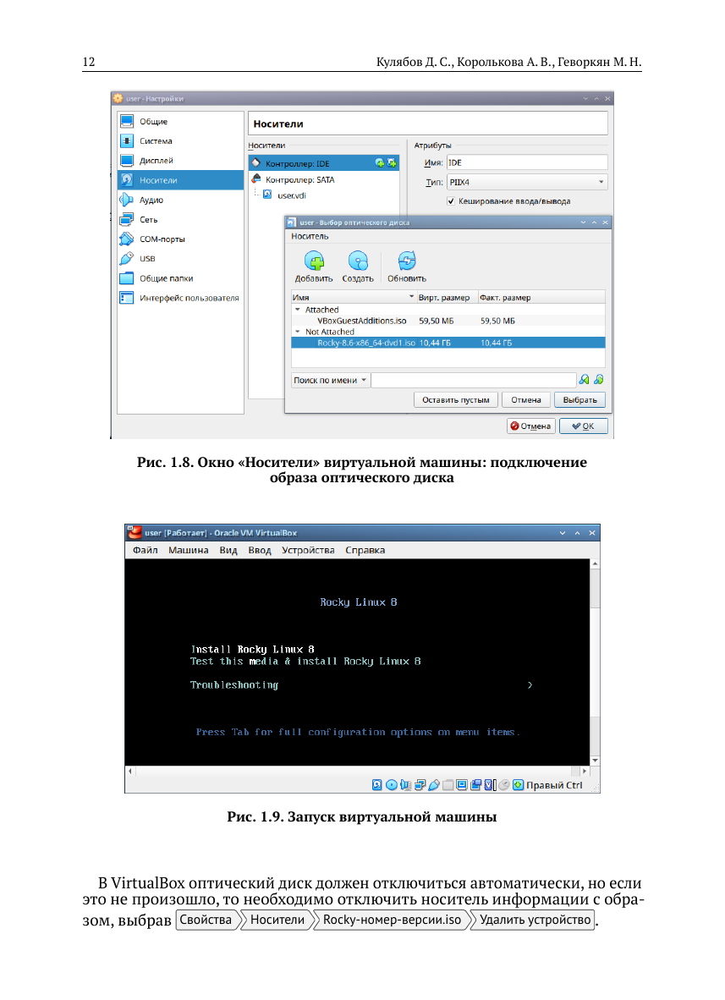 12
Кулябов Д. С., Королькова А. В., Геворкян М. Н.
user - Настройки
Общие
Система
Дисплей
Носители
Аудио
Сеть
COM-порты
USB
Общие папки
Интерфейс пользователя
Носители
Носители
Контроллер: IDE
Контроллер: SATA
user.vdi
Атрибуты
Имя: IDE
Тип: PIIX4
Кеширование ввода/вывода
user - Выбор оптического диска
Носитель
Добавить Создать Обновить
Имя Вирт. размер Факт. размер
Attached
VBoxGuestAdditions.iso 59,50 МБ 59,50 МБ
Not Attached
Rocky-8.6-x86_64-dvd1.iso 10,44 ГБ 10,44 ГБ
Поиск по имени
Оставить пустым Отмена Выбрать
Отмена OK
Рис. 1.8. Окно «Носители» виртуальной машины: подключение
образа оптического диска
user [Работает] - Oracle VM VirtualBox
Файл Машина Вид Ввод Устройства Справка
Rocky Linux 8
Install Rocky Linux 8
Test this media & install Rocky Linux 8
Troubleshooting >
Press Tab for full configuration options on menu items.
Правый Ctrl
Рис. 1.9. Запуск виртуальной машины
В VirtualBox оптический диск должен отключиться автоматически, но если
это не произошло, то необходимо отключить носитель информации с обра-
зом, выбрав Свойства Носители Rocky-номер-версии.iso Удалить устройство .